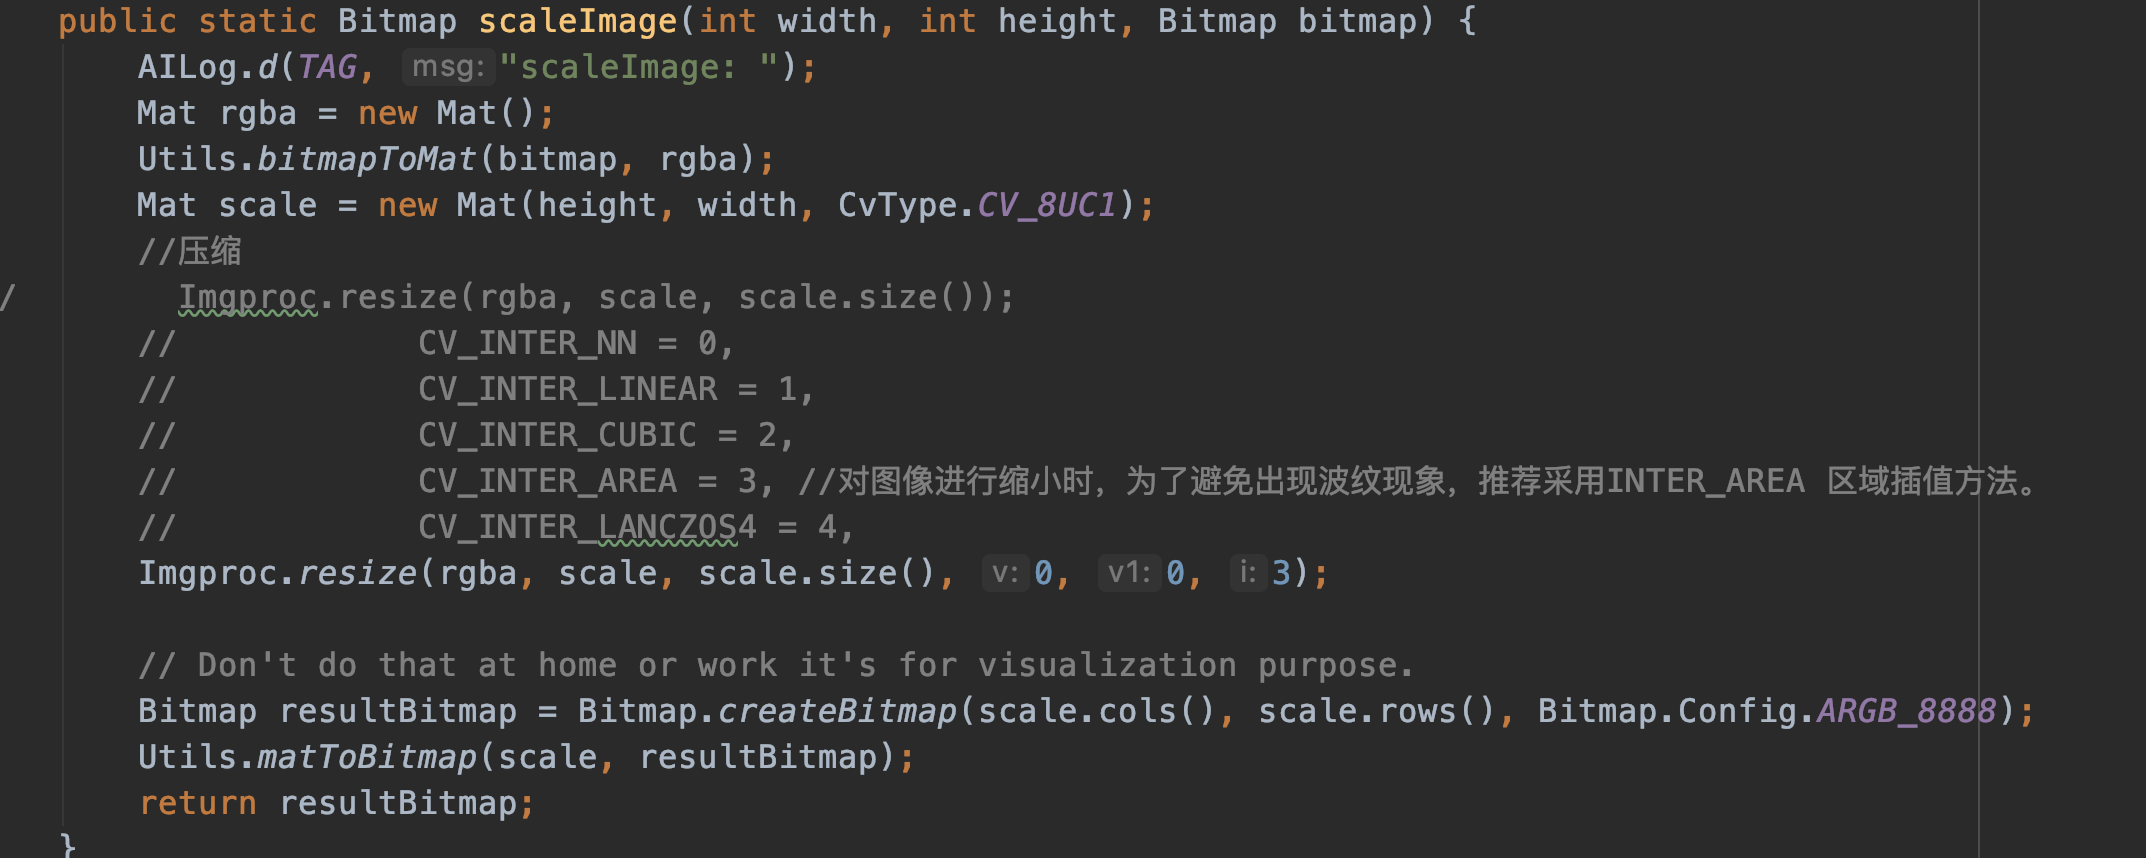 public static Bitmap scaleImage(int width, int height, Bitmap bitmap) {
AILog.d(TAG, msg: "scaleImage: ");
Mat rgba = new Mat();
Utils.bitmapToMat(bitmap, rgba);
Mat scale = new Mat(height, width, CvType.CV_8UC1);
//压缩
/ Imgproc.resize(rgba, scale, scale.size());
// CV_INTER_NN = 0,
// CV_INTER_LINEAR = 1,
// CV_INTER_CUBIC = 2,
// CV_INTER_AREA = 3, //对图像进行缩小时，为了避免出现波纹现象，推荐采用INTER_AREA 区域插值方法。
// CV_INTER_LANCZOS4 = 4,
Imgproc.resize(rgba, scale, scale.size(), v: 0, v1: 0, i: 3);
// Don't do that at home or work it's for visualization purpose.
Bitmap resultBitmap = Bitmap.createBitmap(scale.cols(), scale.rows(), Bitmap.Config.ARGB_8888);
Utils.matToBitmap(scale, resultBitmap);
return resultBitmap;
}